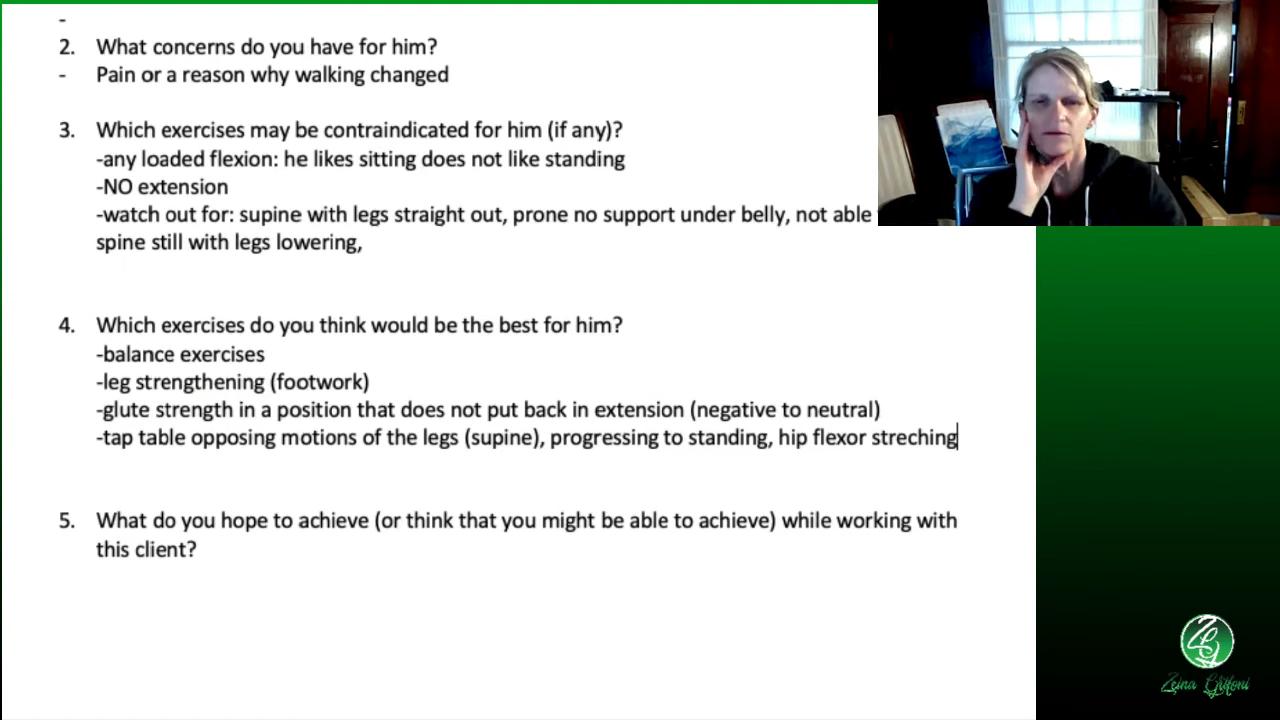 -
2. What concerns do you have for him?
- Pain or a reason why walking changed
3. Which exercises may be contraindicated for him (if any)?
-any loaded flexion: he likes sitting does not like standing
-NO extension
-watch out for: supine with legs straight out, prone no support under belly, not able
spine still with legs lowering,
4. Which exercises do you think would be the best for him?
-balance exercises
-leg strengthening (footwork)
-glute strength in a position that does not put back in extension (negative to neutral)
-tap table opposing motions of the legs (supine), progressing to standing, hip flexor streching
5. What do you hope to achieve (or think that you might be able to achieve) while working with
this client?
ZG
Zeina Grifoni